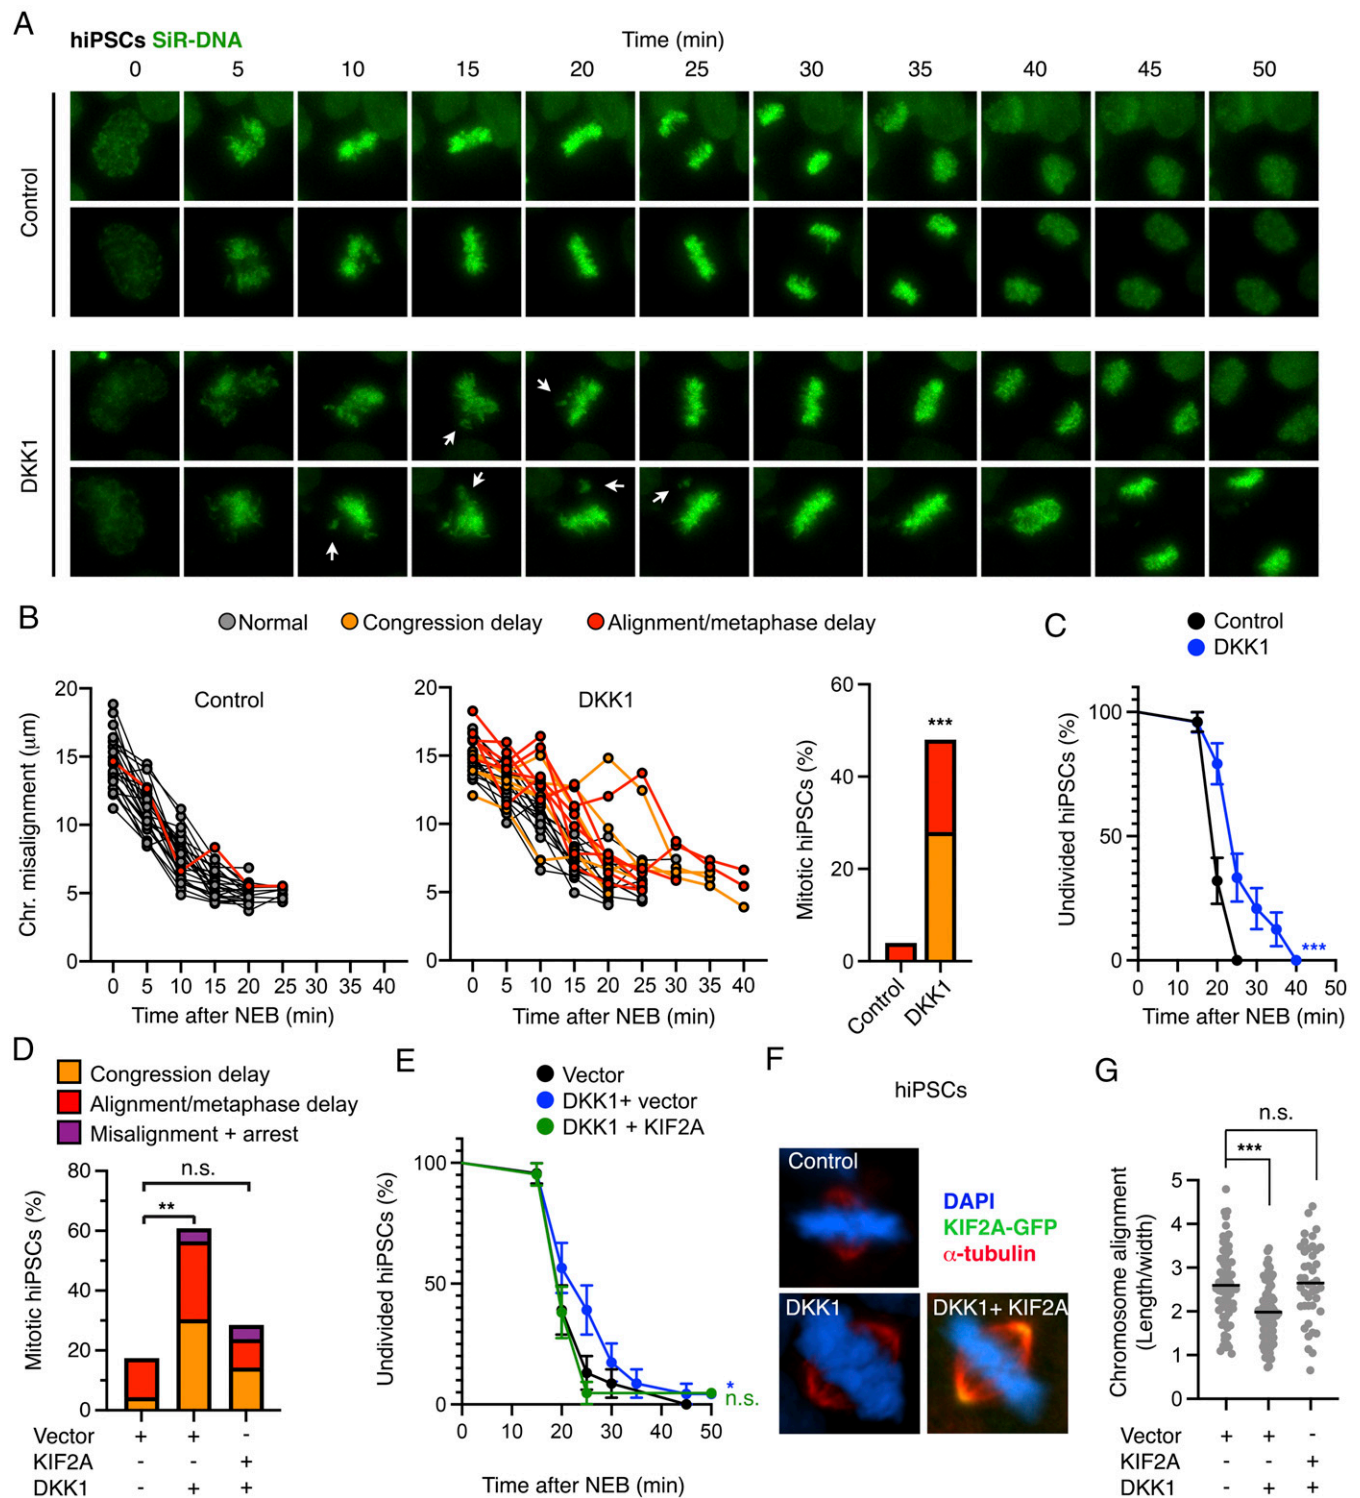 A
hiPSCs SiR-DNA
Time (min)
0 5 10 15 20 25 30 35 40 45 50
Control
DKK1
B
Normal Congression delay Alignment/metaphase delay
Chr. misalignment (μm)
Control
20
15
10
5
0
0 5 10 15 20 25 30 35 40
Time after NEB (min)
DKK1
20
15
10
5
0
0 5 10 15 20 25 30 35 40
Time after NEB (min)
Mitotic hiPSCs (%)
60
40
20
0
***
Control
DKK1
C
Control
DKK1
Undivided hiPSCs (%)
100
50
0
***
0 10 20 30 40 50
Time after NEB (min)
D
Congression delay
Alignment/metaphase delay
Misalignment + arrest
Mitotic hiPSCs (%)
80
60
40
20
0
n.s.
**
Vector + + -
KIF2A - - +
DKK1 - + +
E
Vector
DKK1+ vector
DKK1 + KIF2A
Undivided hiPSCs (%)
100
50
0
*
n.s.
0 10 20 30 40 50
Time after NEB (min)
F
hiPSCs
Control
DAPI
KIF2A-GFP
α-tubulin
DKK1
DKK1+ KIF2A
G
n.s.
***
Chromosome alignment
(Length/width)
5
4
3
2
1
0
Vector + + -
KIF2A - - +
DKK1 - + +